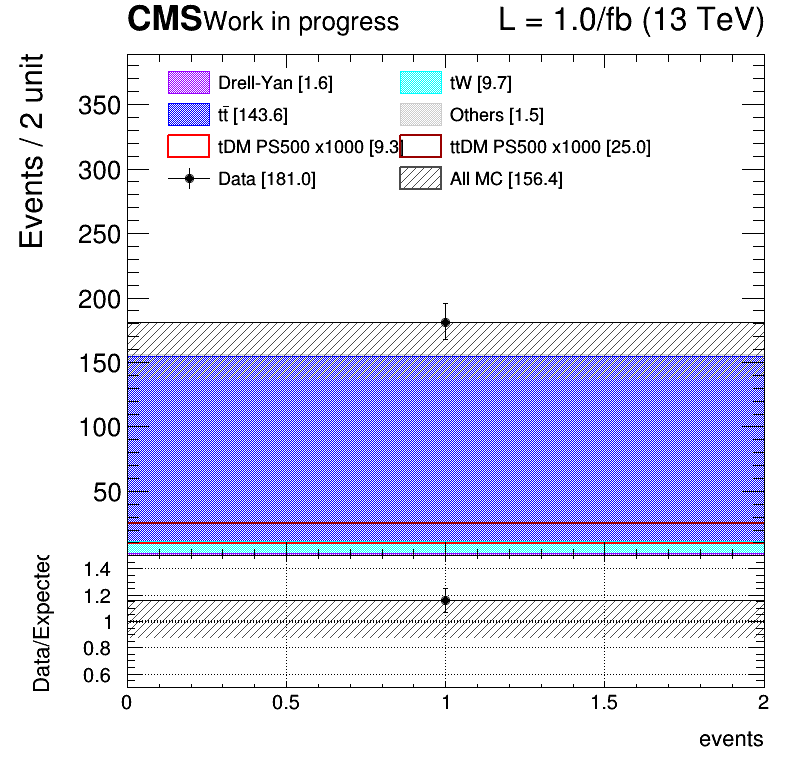 CMS Work in progress L = 1.0/fb (13 TeV)
Events / 2 unit
Drell-Yan [1.6] tW [9.7]
tt̄ [143.6] Others [1.5]
tDM PS500 x1000 [9.3] ttDM PS500 x1000 [25.0]
Data [181.0] All MC [156.4]
350
300
250
200
150
100
50
Data/Expected
1.4
1.2
1
0.8
0.6
0 0.5 1 1.5 2
events